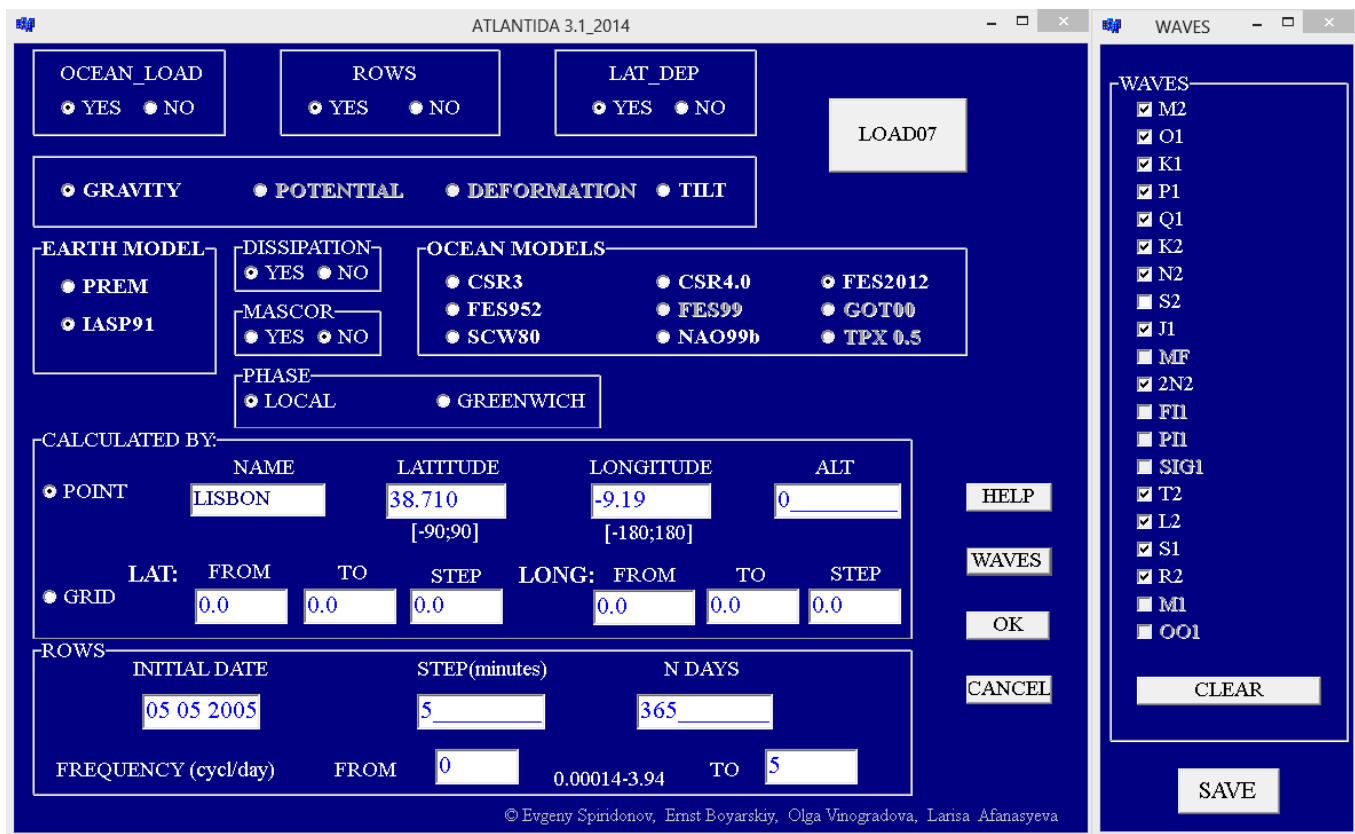 ATLANTIDA 3.1_2014
OCEAN_LOAD
YES NO
ROWS
YES NO
LAT_DEP
YES NO
LOAD07
GRAVITY POTENTIAL DEFORMATION TILT
EARTH MODEL
PREM
IASP91
DISSIPATION
YES NO
MASCOR
YES NO
OCEAN MODELS
CSR3 CSR4.0 FES2012
FES952 FES99 GOT00
SCW80 NAO99b TPX 0.5
PHASE
LOCAL GREENWICH
CALCULATED BY:
NAME LATITUDE LONGITUDE ALT
POINT LISBON 38.710 -9.19 0________
[-90;90] [-180;180]
LAT: FROM TO STEP LONG: FROM TO STEP
GRID 0.0 0.0 0.0 0.0 0.0 0.0
HELP
WAVES
OK
CANCEL
ROWS
INITIAL DATE STEP(minutes) N DAYS
05 05 2005 5________ 365_______
FREQUENCY (cycl/day) FROM 0 0.00014-3.94 TO 5
© Evgeny Spiridonov, Ernst Boyarskiy, Olga Vinogradova, Larisa Afanasyeva
WAVES
WAVES
M2
O1
K1
P1
Q1
K2
N2
S2
J1
MF
2N2
FI1
PI1
SIG1
T2
L2
S1
R2
M1
OO1
CLEAR
SAVE